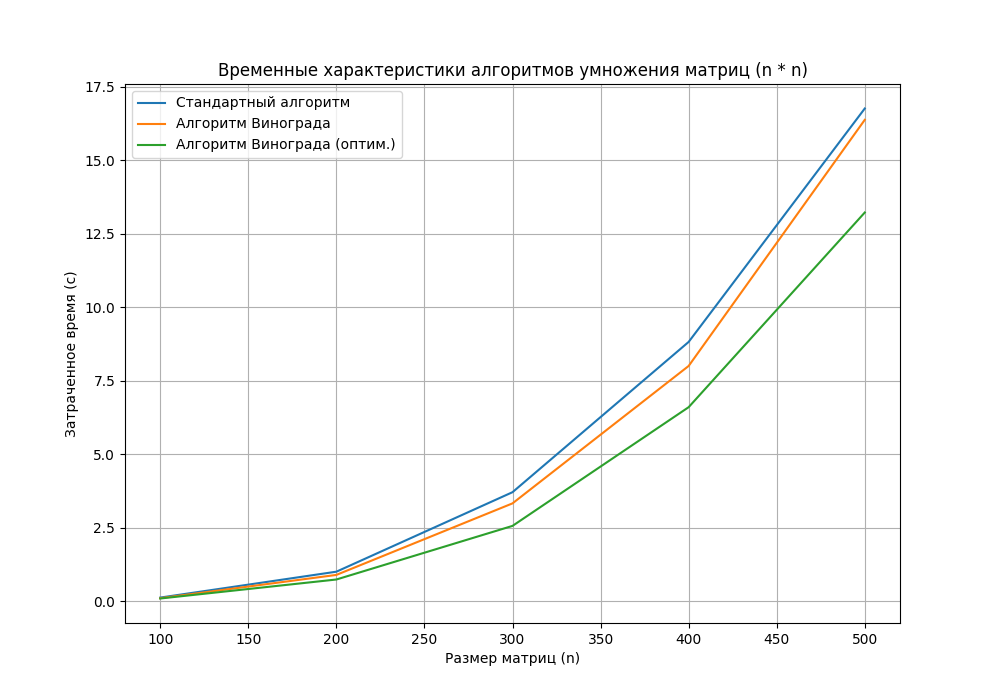 Временные характеристики алгоритмов умножения матриц (n * n)
Стандартный алгоритм
Алгоритм Винограда
Алгоритм Винограда (оптим.)
Затраченное время (с)
17.5
15.0
12.5
10.0
7.5
5.0
2.5
0.0
100 150 200 250 300 350 400 450 500
Размер матриц (n)